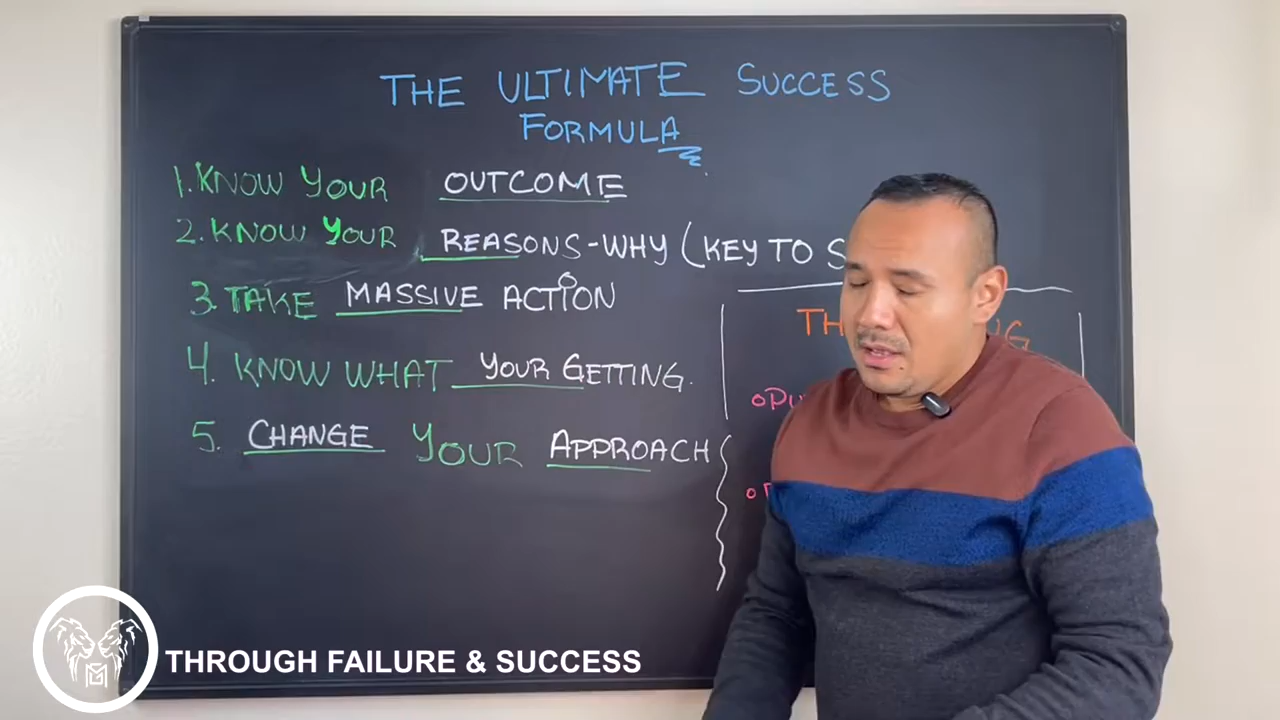 THE ULTIMATE SUCCESS
FORMULA
1. KNOW YOUR OUTCOME
2. KNOW YOUR REASONS-WHY (KEY TO
3. TAKE MASSIVE ACTION
4. KNOW WHAT YOUR GETTING.
5. CHANGE YOUR APPROACH
THROUGH FAILURE & SUCCESS